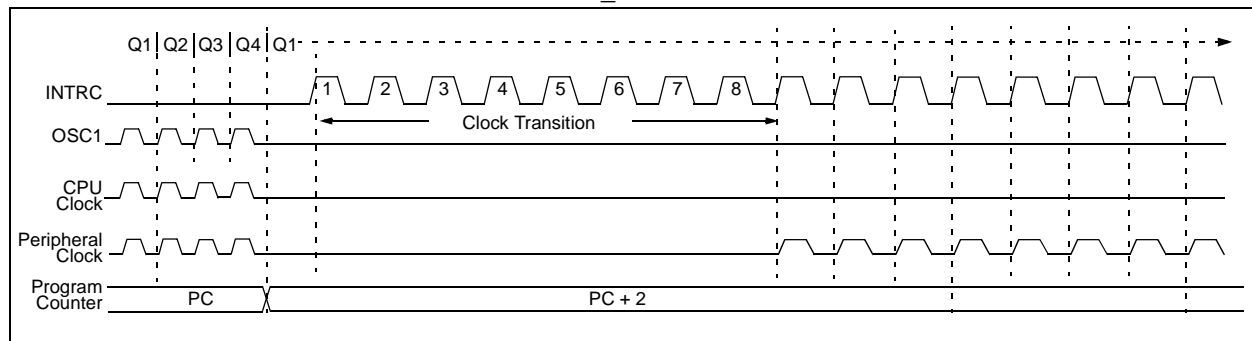 Q1 Q2 Q3 Q4 Q1
INTRC
1 2 3 4 5 6 7 8
Clock Transition
OSC1
CPU
Clock
Peripheral
Clock
Program
Counter
PC
PC + 2